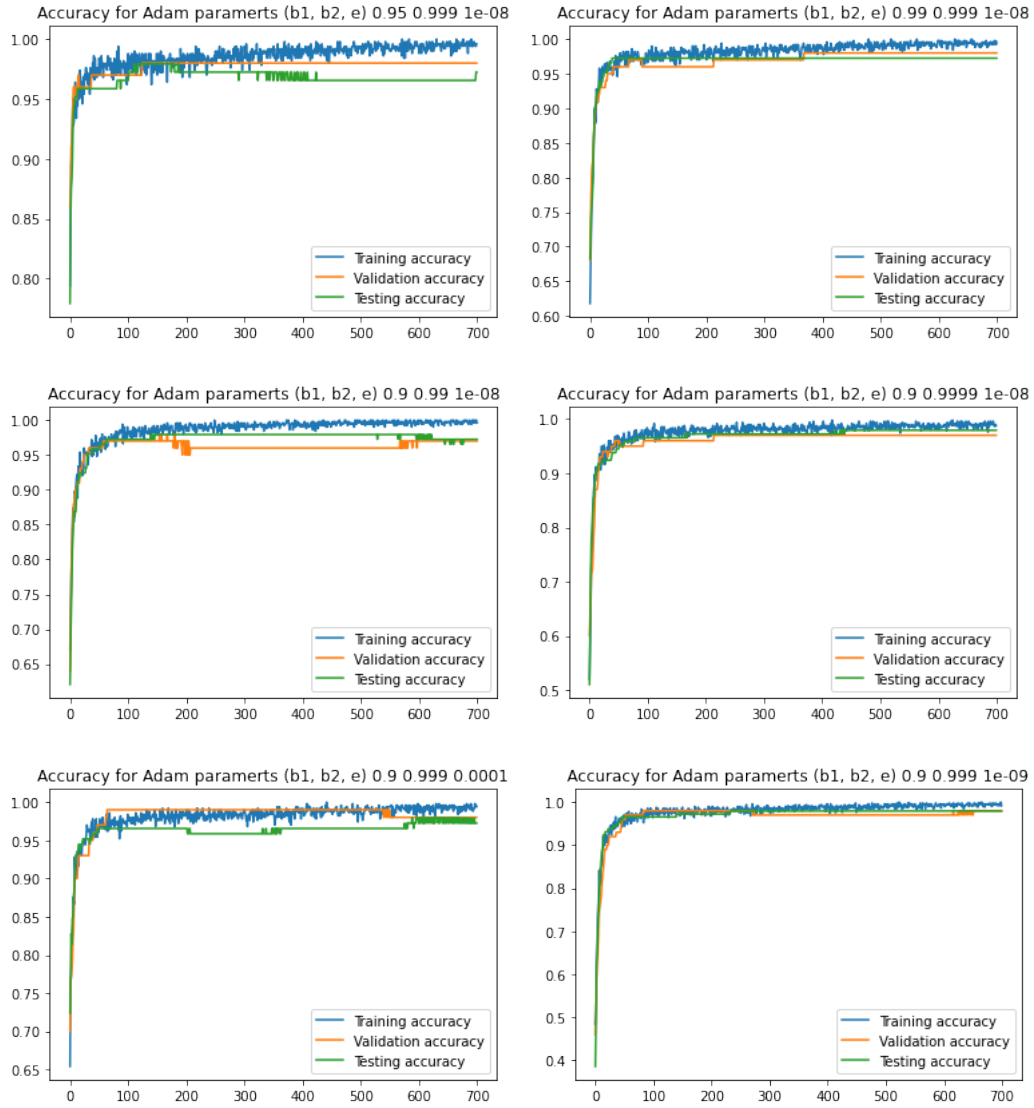 Accuracy for Adam paramerts (b1, b2, e) 0.95 0.999 1e-08
1.00
0.95
0.90
0.85
0.80
Training accuracy
Validation accuracy
Testing accuracy
0 100 200 300 400 500 600 700
Accuracy for Adam paramerts (b1, b2, e) 0.99 0.999 1e-08
1.00
0.95
0.90
0.85
0.80
0.75
0.70
0.65
0.60
Training accuracy
Validation accuracy
Testing accuracy
0 100 200 300 400 500 600 700
Accuracy for Adam paramerts (b1, b2, e) 0.9 0.99 1e-08
1.00
0.95
0.90
0.85
0.80
0.75
0.70
0.65
Training accuracy
Validation accuracy
Testing accuracy
0 100 200 300 400 500 600 700
Accuracy for Adam paramerts (b1, b2, e) 0.9 0.9999 1e-08
1.0
0.9
0.8
0.7
0.6
0.5
Training accuracy
Validation accuracy
Testing accuracy
0 100 200 300 400 500 600 700
Accuracy for Adam paramerts (b1, b2, e) 0.9 0.999 0.0001
1.00
0.95
0.90
0.85
0.80
0.75
0.70
0.65
Training accuracy
Validation accuracy
Testing accuracy
0 100 200 300 400 500 600 700
Accuracy for Adam paramerts (b1, b2, e) 0.9 0.999 1e-09
1.0
0.9
0.8
0.7
0.6
0.5
0.4
Training accuracy
Validation accuracy
Testing accuracy
0 100 200 300 400 500 600 700